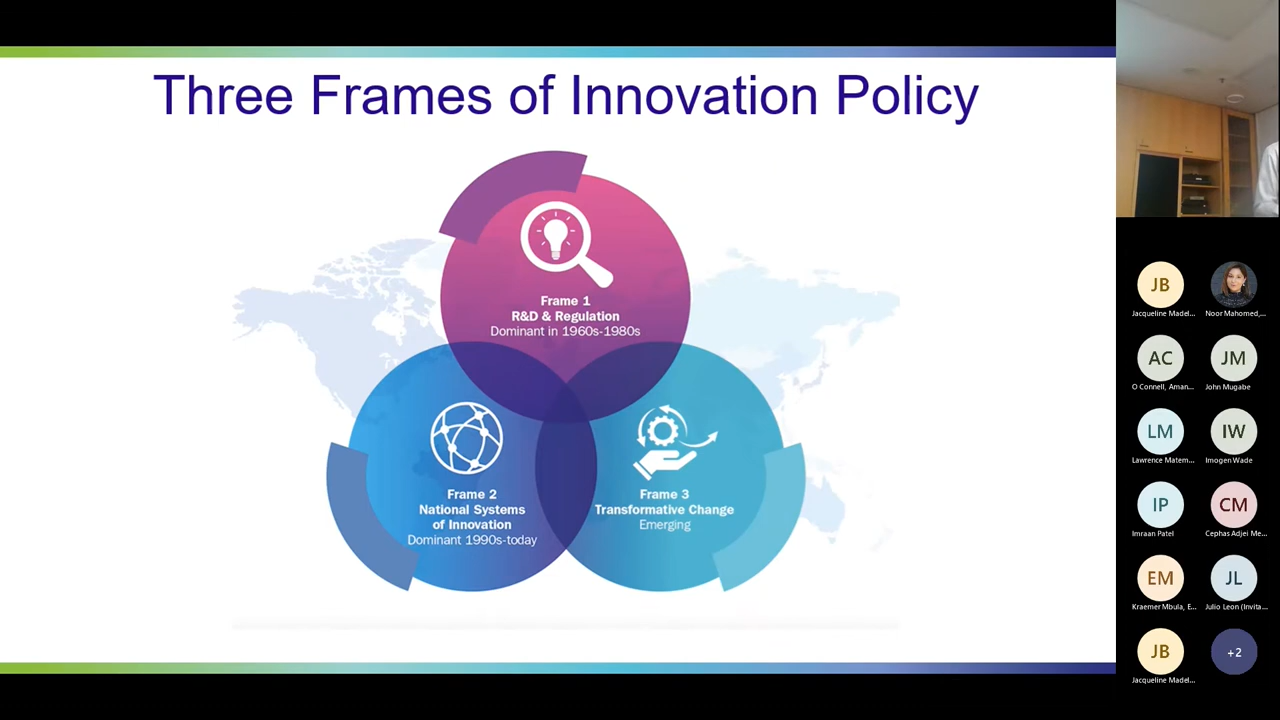 Three Frames of Innovation Policy
Frame 1
R&D & Regulation
Dominant in 1960s-1980s
Frame 2
National Systems
of Innovation
Dominant 1990s-today
Frame 3
Transformative Change
Emerging
JB
Jacqueline Madel...
Noor Mahomed,...
AC
O Connell, Aman...
JM
John Mugabe
LM
Lawrence Matem...
IW
Imogen Wade
IP
Imraan Patel
CM
Cephas Adjei Me...
EM
Kraemer Mbula, E...
JL
Julio Leon (Invita...
JB
Jacqueline Madel...
+2